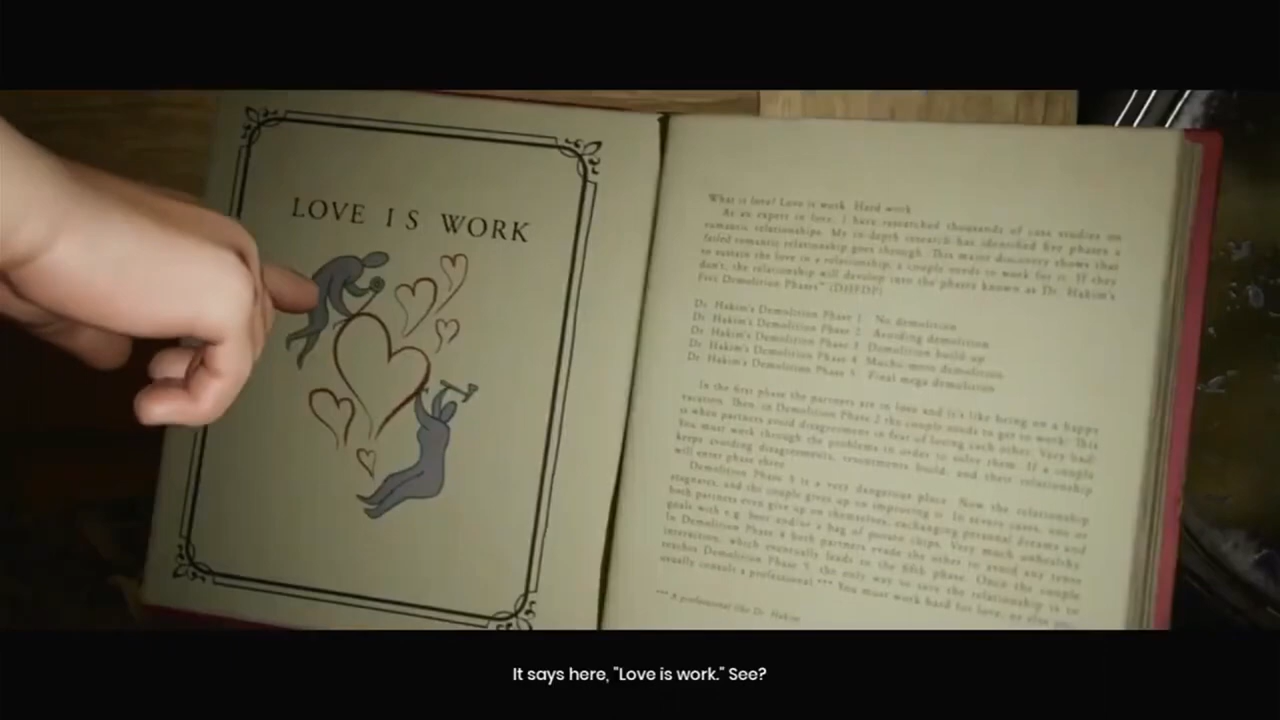 LOVE IS WORK
What is love? Love is work. Hard work
As an expert in love, I have researched thousands of case studies on
romantic relationships. My in-depth research has identified five phases a
failed romantic relationship goes through. This major discovery shows that
to sustain the love in a relationship, a couple needs to work for it. If they
don't, the relationship will develop into the phases known as Dr. Hakim's
Five Demolition Phases™ (DHFDP)
Dr. Hakim's Demolition Phase 1 No demolition
Dr. Hakim's Demolition Phase 2 Avoiding demolition
Dr. Hakim's Demolition Phase 3 Demolition build-up
Dr. Hakim's Demolition Phase 4 Mucho more demolition
Dr. Hakim's Demolition Phase 5 Final mega demolition
In the first phase the partners are in love and it's like being on a happy
vacation. Then, in Demolition Phase 2 the couple needs to get to work. This
is when partners avoid disagreement in fear of losing each other. Very bad!
You must work through the problems in order to solve them. If a couple
keeps avoiding disagreements, resentments build, and their relationship
will enter phase three.
Demolition Phase 3 is a very dangerous place. Now the relationship
stagnates, and the couple gives up on improving it. In severe cases, one or
both partners even give up on themselves, exchanging personal dreams and
goals with e.g. beer and/or a bag of potato chips. Very much unhealthy.
In Demolition Phase 4 both partners evade the other to avoid any tense
interaction, which eventually leads to the fifth phase. Once the couple
reaches Demolition Phase 5, the only way to save the relationship is to
usually consult a professional.*** You must work hard for love, or else you
*** A professional like Dr. Hakim
It says here, "Love is work." See?